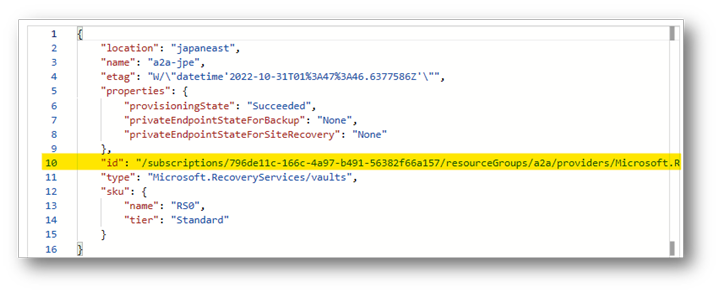 1 {
2 "location": "japaneast",
3 "name": "a2a-jpe",
4 "etag": "W/\"datetime'2022-10-31T01%3A47%3A46.6377586Z'\"",
5 "properties": {
6 "provisioningState": "Succeeded",
7 "privateEndpointStateForBackup": "None",
8 "privateEndpointStateForSiteRecovery": "None"
9 },
10 "id": "/subscriptions/796de11c-166c-4a97-b491-56382f66a157/resourceGroups/a2a/providers/Microsoft.R
11 "type": "Microsoft.RecoveryServices/vaults",
12 "sku": {
13 "name": "RS0",
14 "tier": "Standard"
15 }
16 }